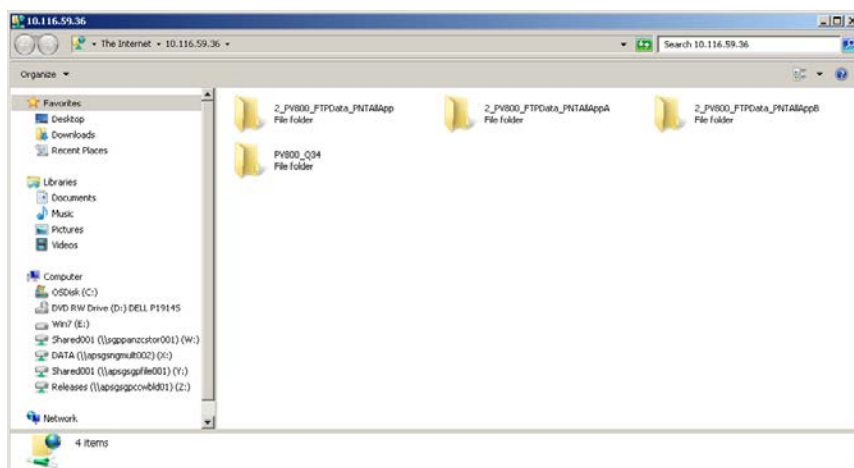 10.116.59.36
The Internet 10.116.59.36
Search 10.116.59.36
Organize
Favorites
Desktop
Downloads
Recent Places
Libraries
Documents
Music
Pictures
Videos
Computer
OSDisk (C:)
DVD RW Drive (D:) DELL P19145
Win7 (E:)
Shared001 (\\sgppanzcstor001) (W:)
DATA (\\apsgsngmult002) (X:)
Shared001 (\\apsgsgpfile001) (Y:)
Releases (\\apsgsgpccwbld01) (Z:)
Network
2_PV800_FTPData_PNTAllApp
File folder
2_PV800_FTPData_PNTAllAppA
File folder
2_PV800_FTPData_PNTAllAppB
File folder
PV800_Q34
File folder
4 items